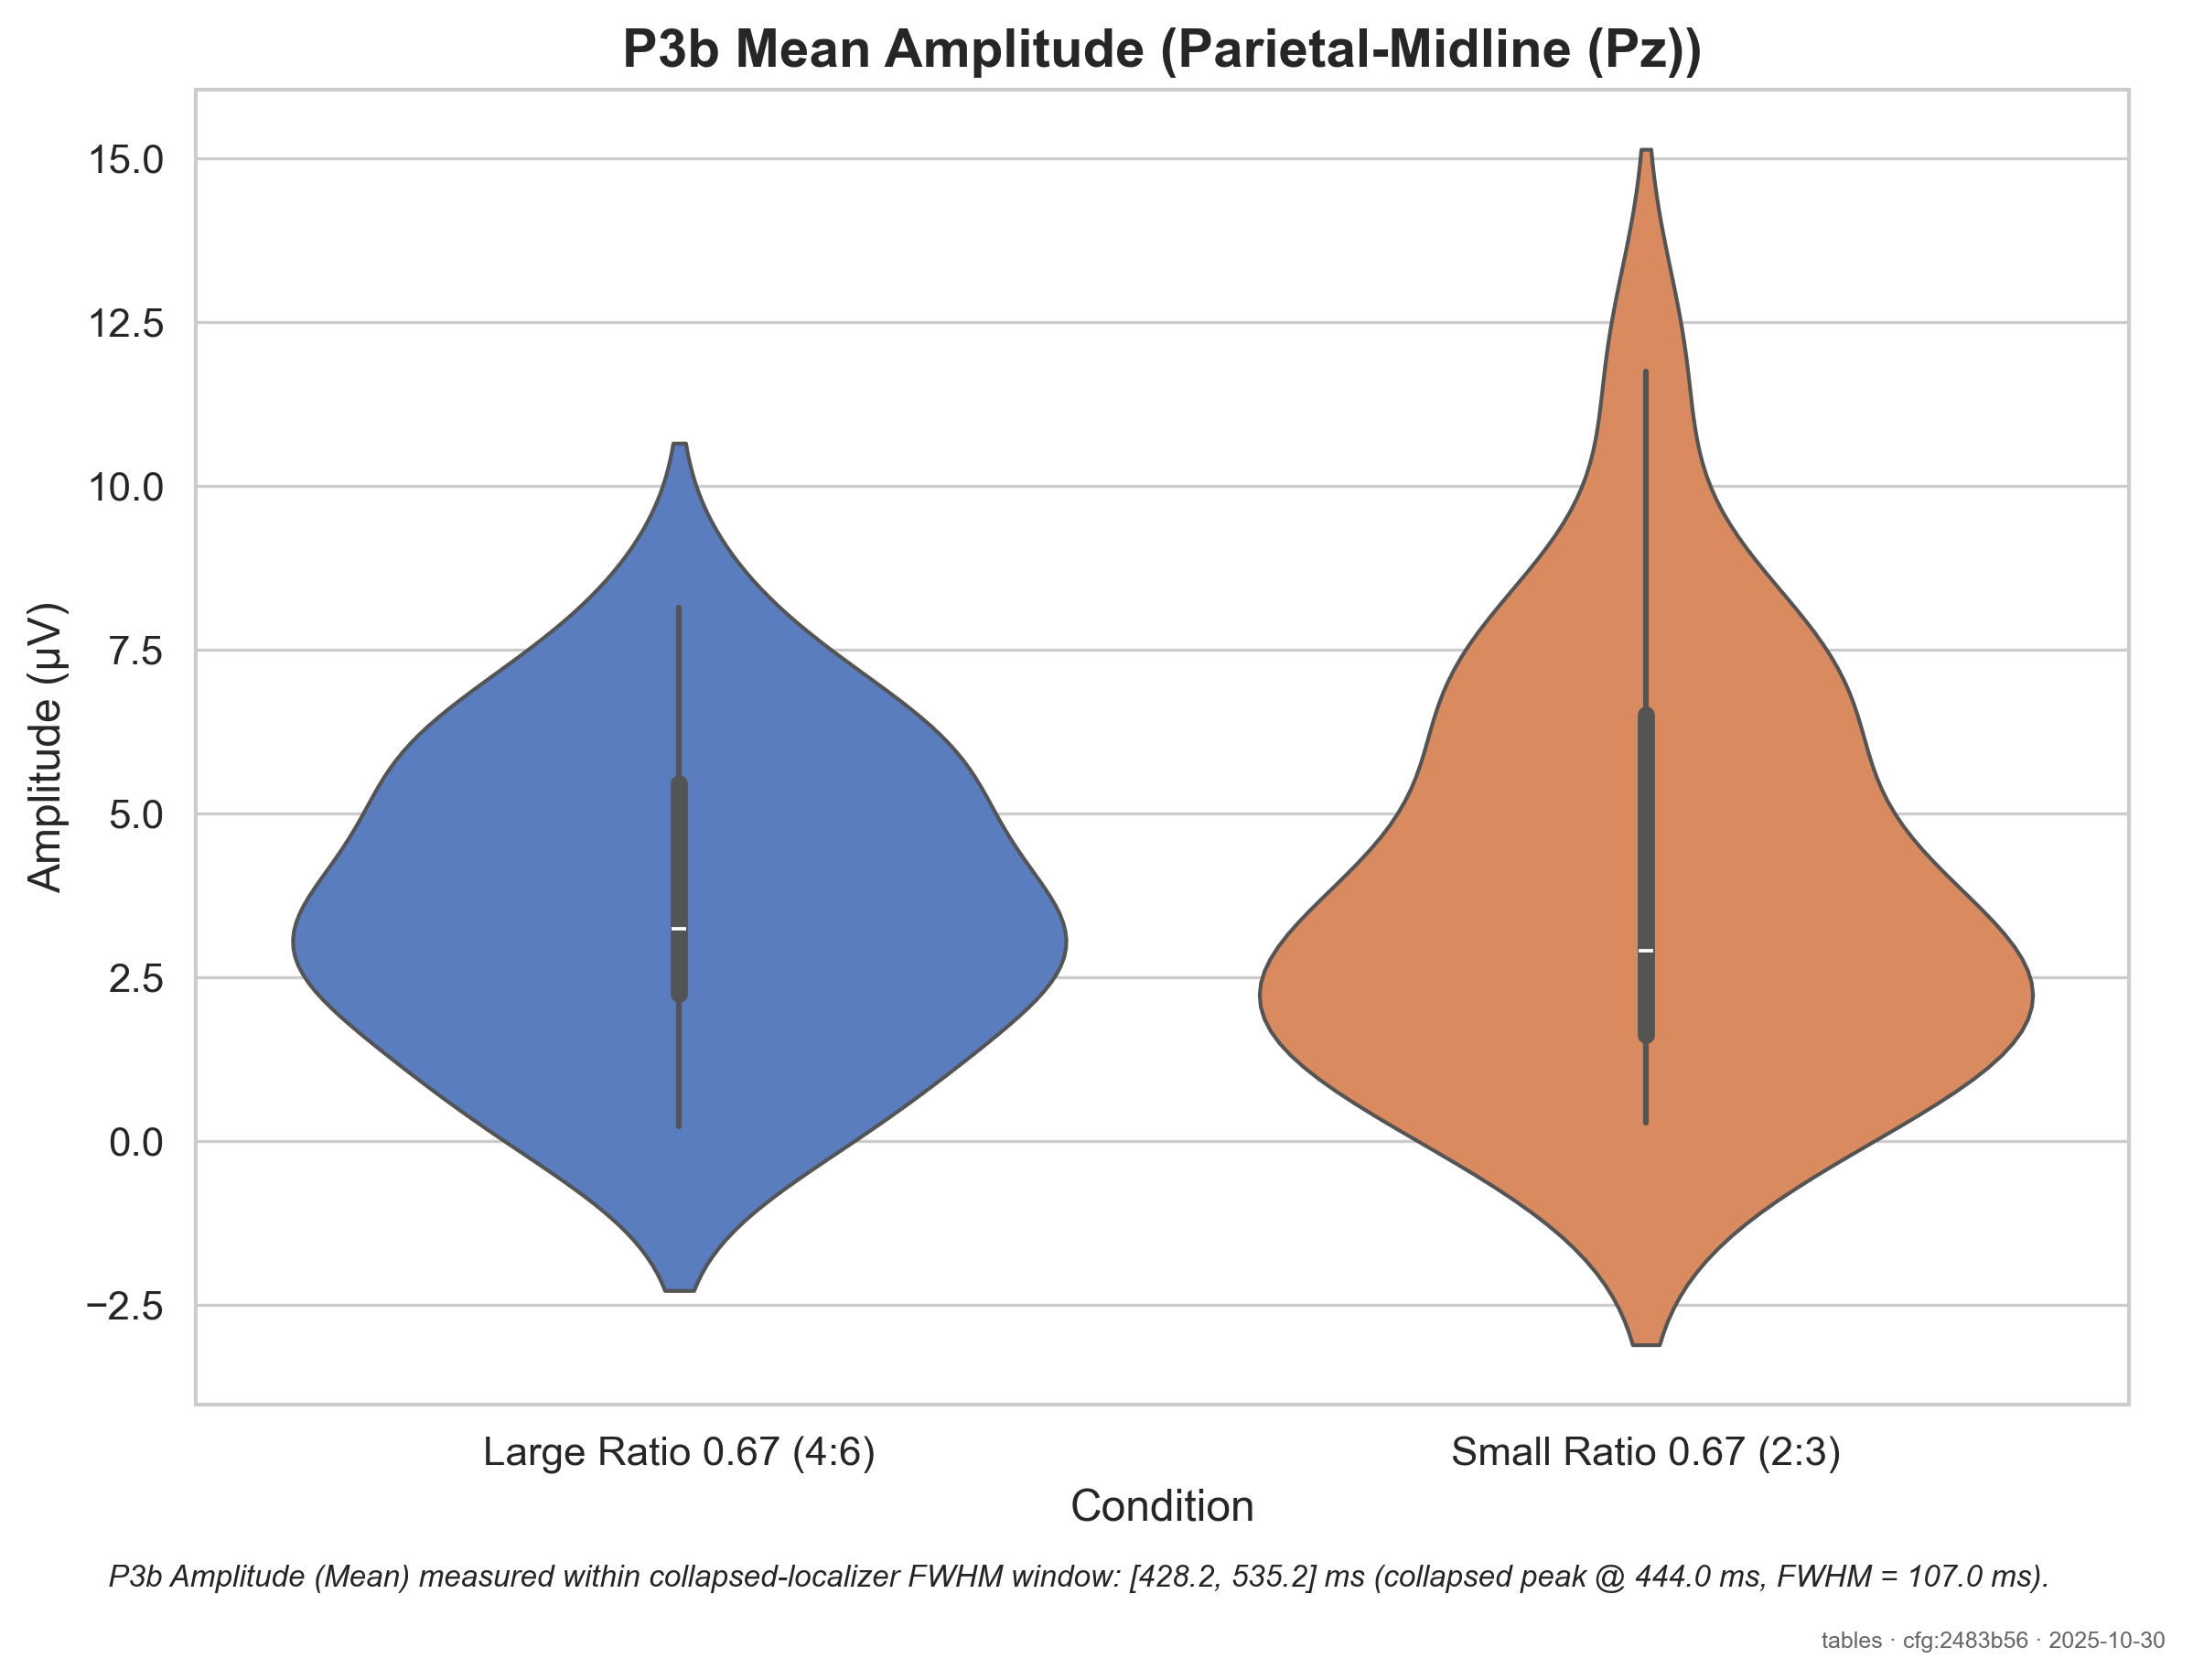 P3b Mean Amplitude (Parietal-Midline (Pz))
Amplitude (µV)
15.0
12.5
10.0
7.5
5.0
2.5
0.0
−2.5
Large Ratio 0.67 (4:6)
Small Ratio 0.67 (2:3)
Condition
P3b Amplitude (Mean) measured within collapsed-localizer FWHM window: [428.2, 535.2] ms (collapsed peak @ 444.0 ms, FWHM = 107.0 ms).
tables · cfg:2483b56 · 2025-10-30